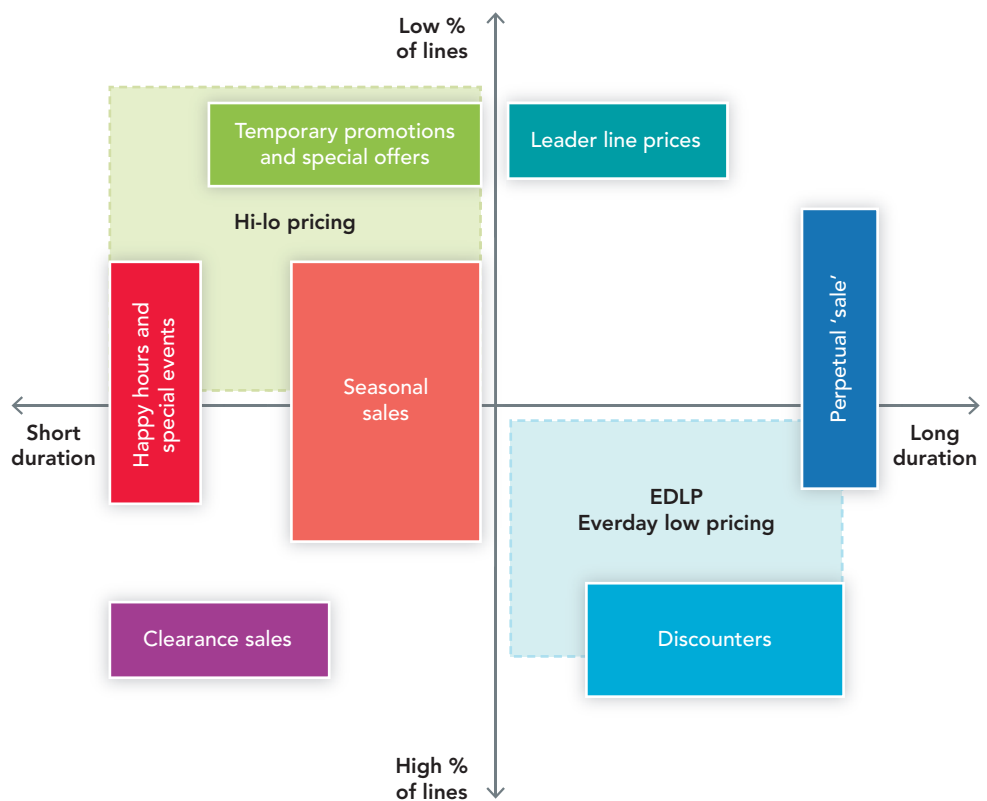 Low %
of lines
Temporary promotions
and special offers
Leader line prices
Hi-lo pricing
Happy hours and
special events
Seasonal
sales
Perpetual ‘sale’
Short
duration
Long
duration
EDLP
Everday low pricing
Clearance sales
Discounters
High %
of lines